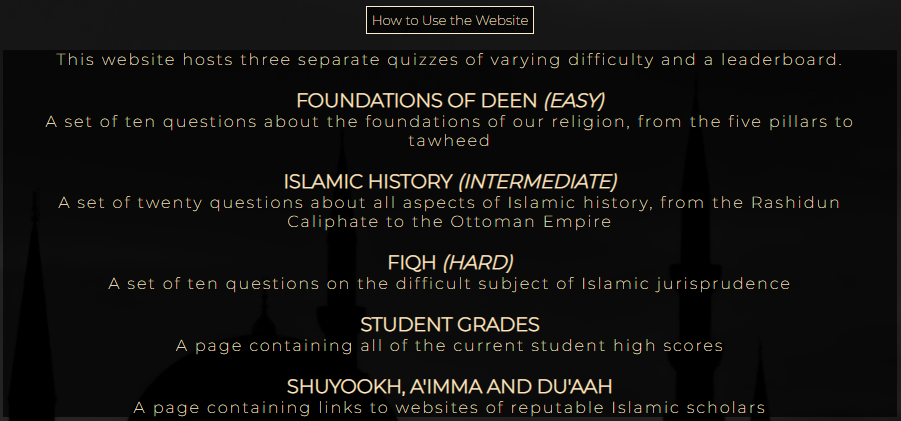 How to Use the Website
This website hosts three separate quizzes of varying difficulty and a leaderboard.
FOUNDATIONS OF DEEN (EASY)
A set of ten questions about the foundations of our religion, from the five pillars to
tawheed
ISLAMIC HISTORY (INTERMEDIATE)
A set of twenty questions about all aspects of Islamic history, from the Rashidun
Caliphate to the Ottoman Empire
FIQH (HARD)
A set of ten questions on the difficult subject of Islamic jurisprudence
STUDENT GRADES
A page containing all of the current student high scores
SHUYOOKH, A'IMMA AND DU'AAH
A page containing links to websites of reputable Islamic scholars